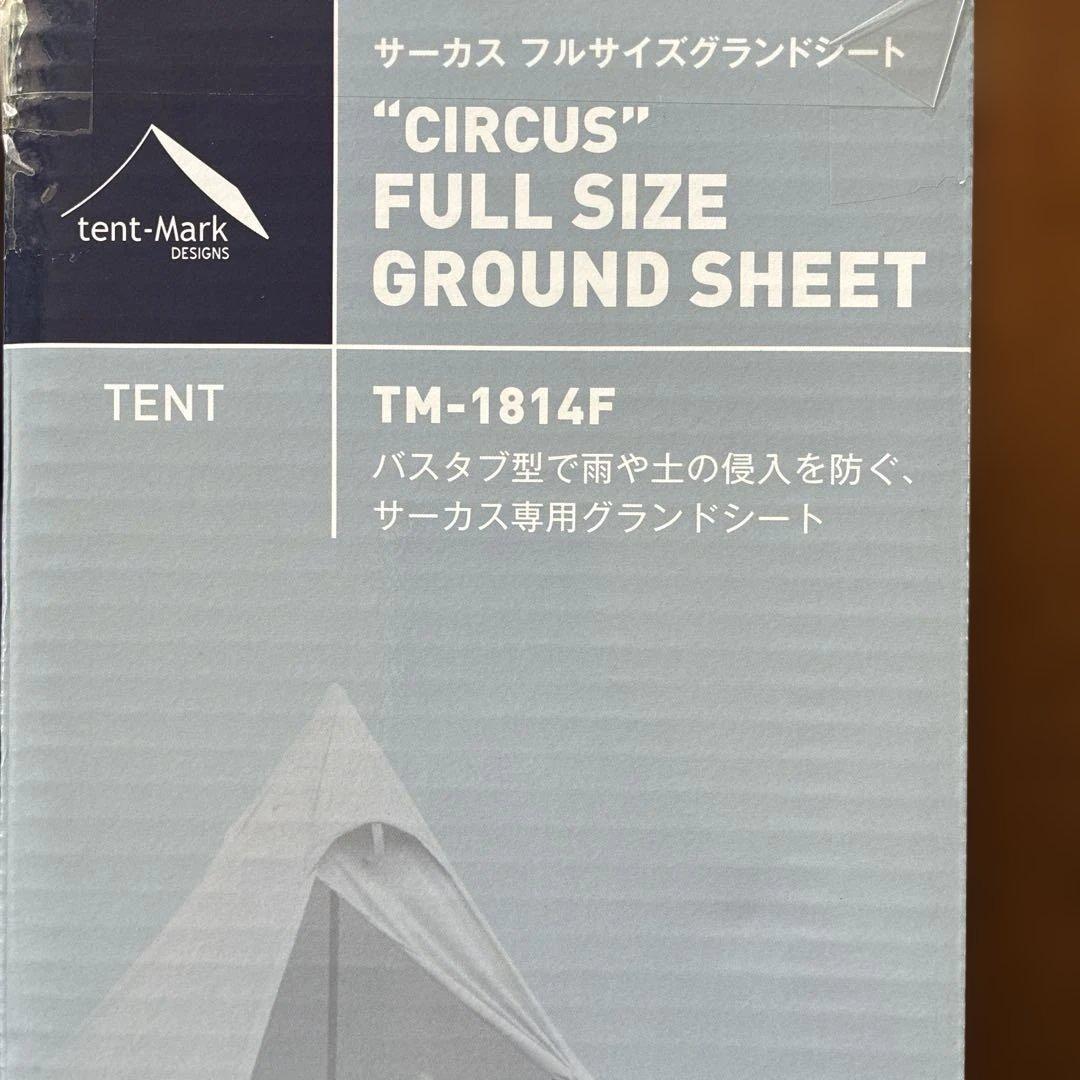 サーカス フルサイズグランドシート
“CIRCUS”
FULL SIZE
GROUND SHEET
tent-Mark
DESIGNS
TENT
TM-1814F
バスタブ型で雨や土の侵入を防ぐ、
サーカス専用グランドシート